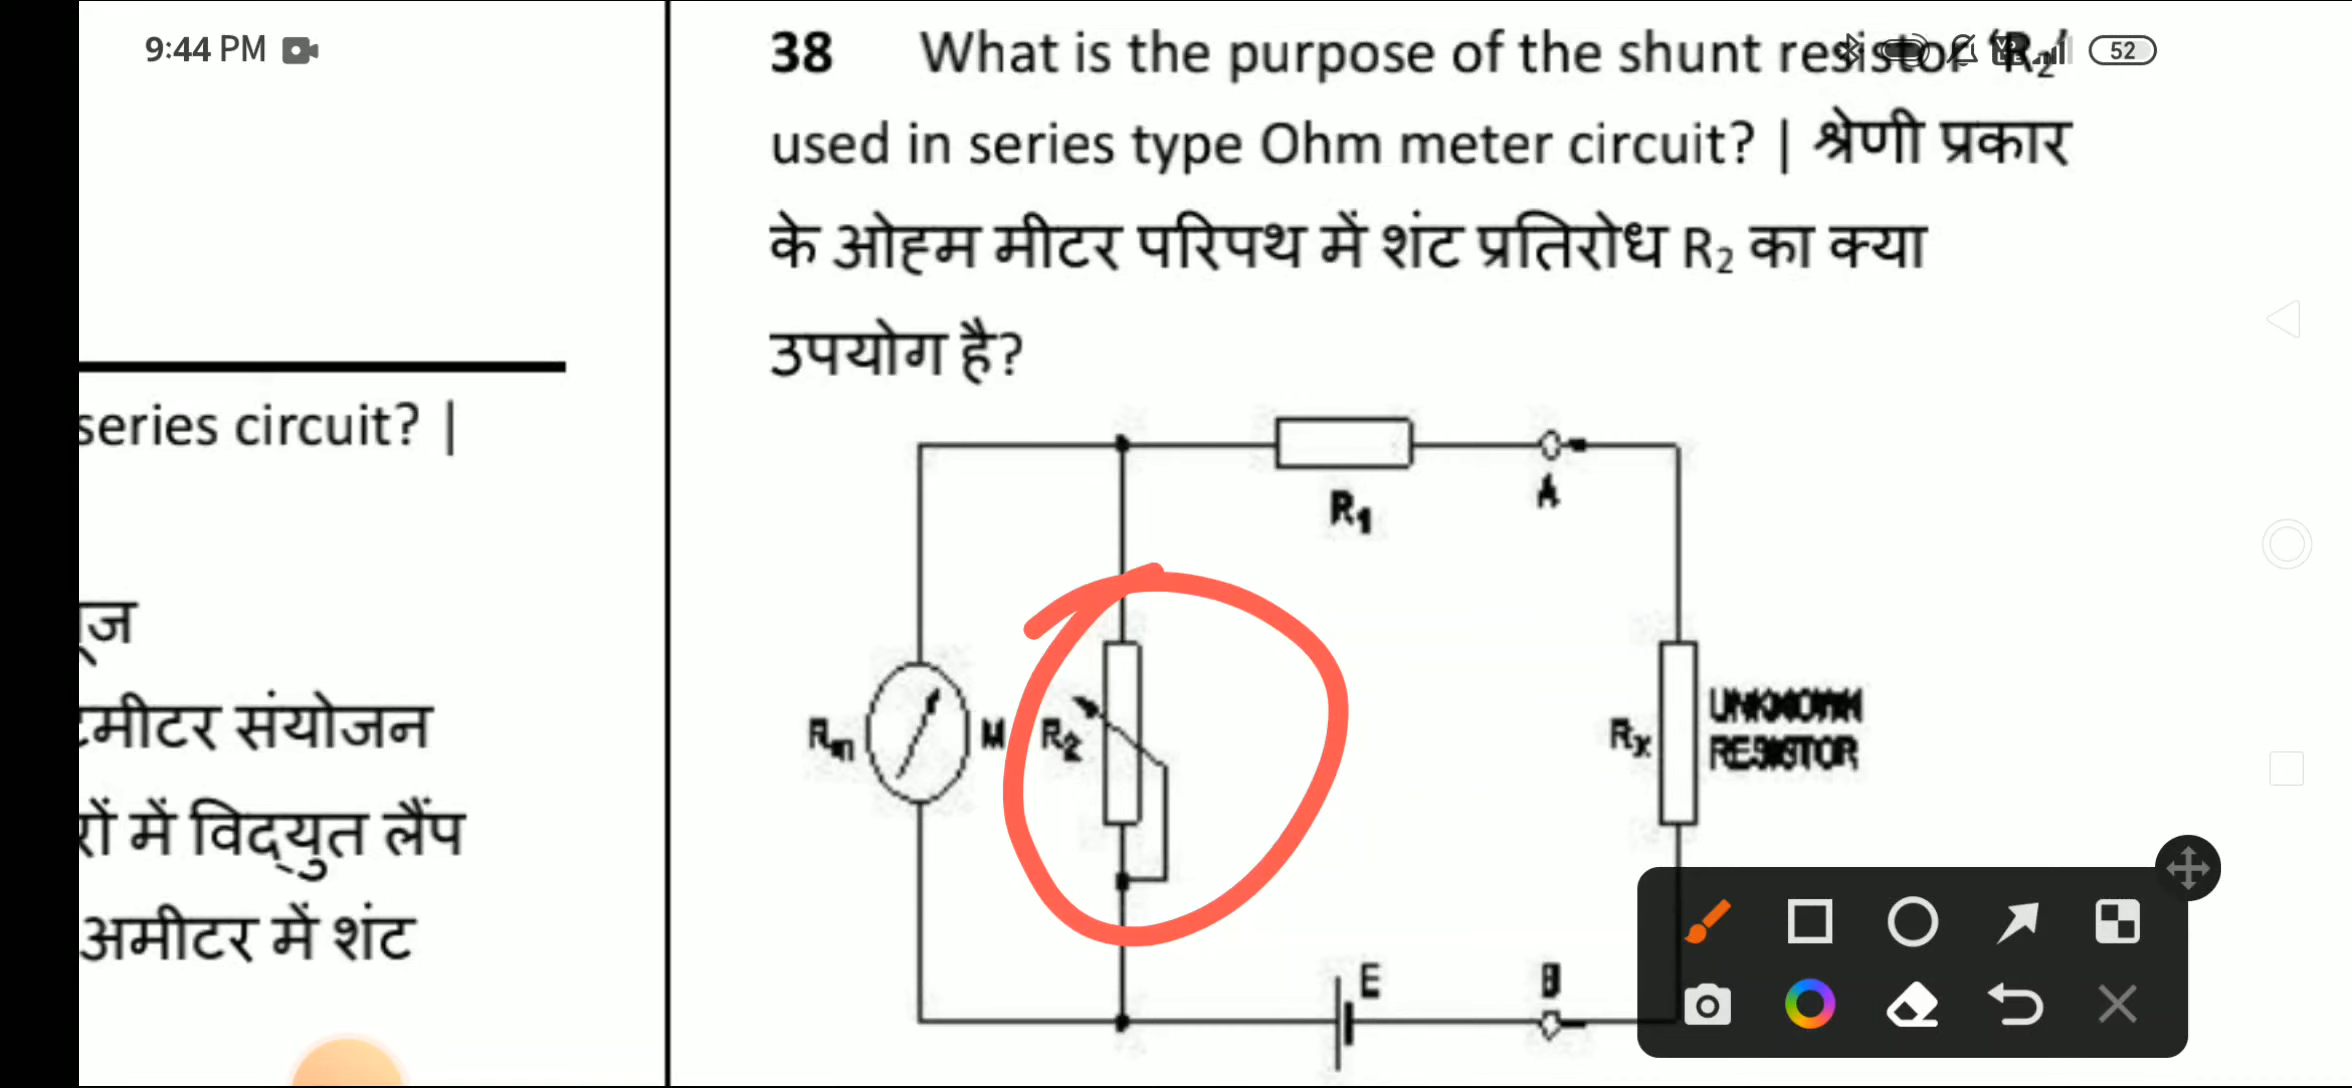 9:44 PM
52
38 What is the purpose of the shunt resistor ‘R₂’
used in series type Ohm meter circuit? | श्रेणी प्रकार
के ओह्म मीटर परिपथ में शंट प्रतिरोध R₂ का क्या
उपयोग है?
series circuit? |
ूज
टमीटर संयोजन
रों में विद्युत लैंप
अमीटर में शंट
R₁
A
Rm
M
R₂
Rx
UNKNOWN
RESISTOR
E
B